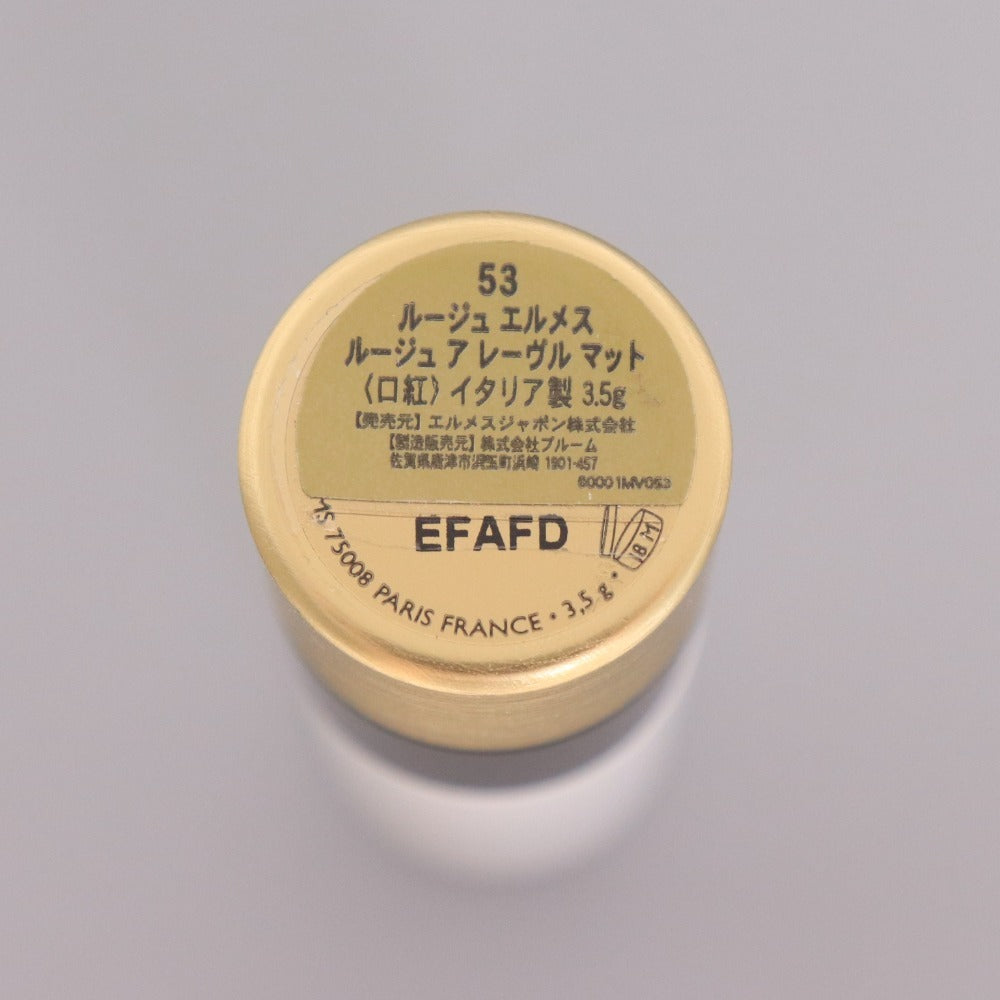 53
ルージュ エルメス
ルージュ ア レーヴル マット
〈口紅〉イタリア製 3.5g
【発売元】エルメスジャポン株式会社
【製造販売元】株式会社ブルーム
佐賀県唐津市浜玉町浜崎 1901-457
60001MV053
EFAFD
18 M
MS 75008 PARIS FRANCE • 3,5 g •